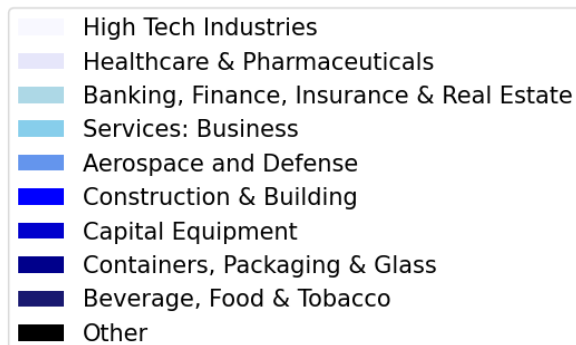 High Tech Industries
Healthcare & Pharmaceuticals
Banking, Finance, Insurance & Real Estate
Services: Business
Aerospace and Defense
Construction & Building
Capital Equipment
Containers, Packaging & Glass
Beverage, Food & Tobacco
Other